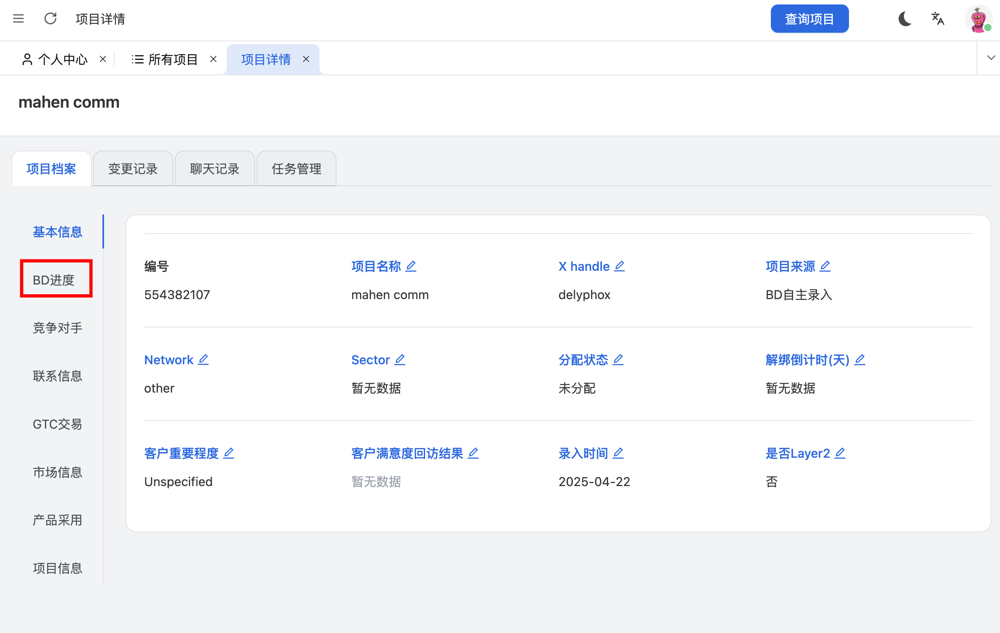 项目详情
查询项目
个人中心
所有项目
项目详情
mahen comm
项目档案
变更记录
聊天记录
任务管理
基本信息
BD进度
竞争对手
联系信息
GTC交易
市场信息
产品采用
项目信息
编号
项目名称
X handle
项目来源
554382107
mahen comm
delyphox
BD自主录入
Network
Sector
分配状态
解绑倒计时(天)
other
暂无数据
未分配
暂无数据
客户重要程度
客户满意度回访结果
录入时间
是否Layer2
Unspecified
暂无数据
2025-04-22
否